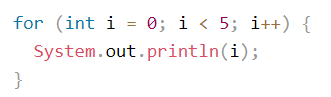 for (int i = 0; i < 5; i++) {
  System.out.println(i);
}